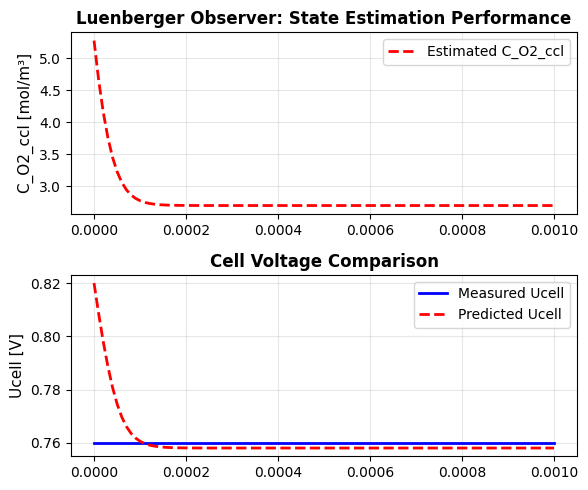 Luenberger Observer: State Estimation Performance
C_O2_ccl [mol/m³]
5.0
4.5
4.0
3.5
3.0
Estimated C_O2_ccl
0.0000 0.0002 0.0004 0.0006 0.0008 0.0010
Cell Voltage Comparison
Ucell [V]
0.82
0.80
0.78
0.76
Measured Ucell
Predicted Ucell
0.0000 0.0002 0.0004 0.0006 0.0008 0.0010